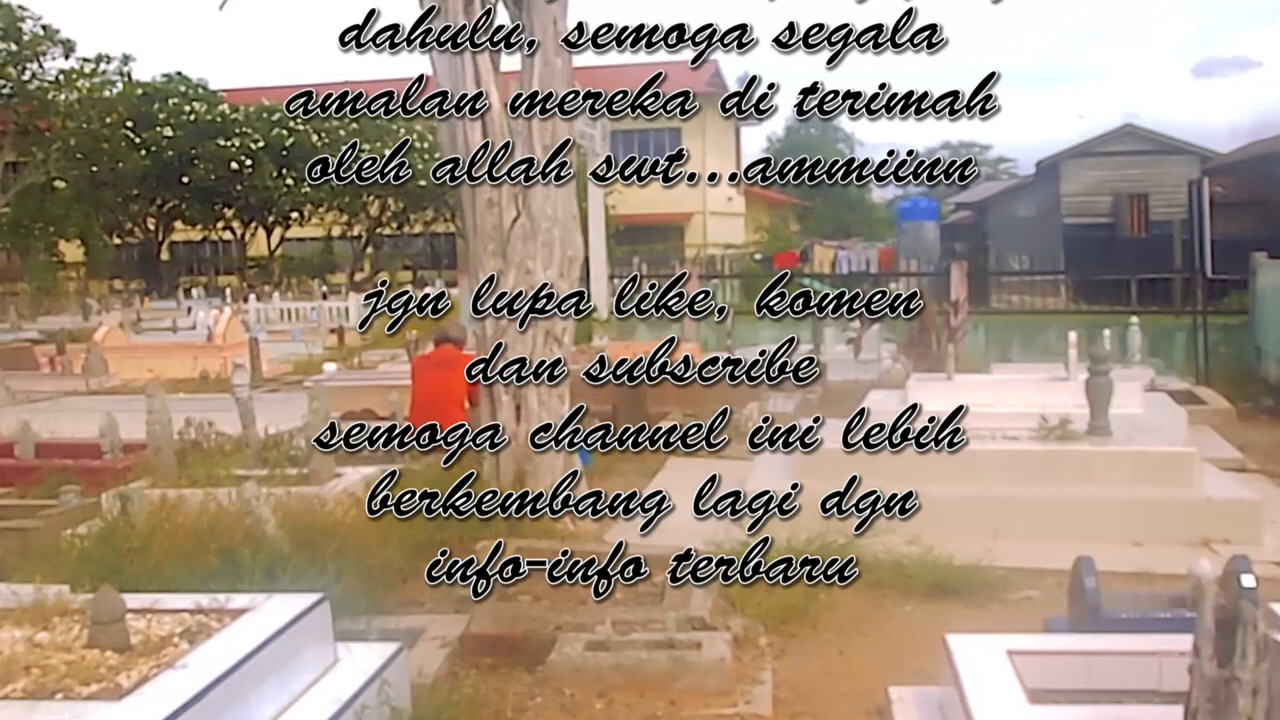 dahulu, semoga segala
amalan mereka di terimah
oleh allah swt...ammiinn
jgn lupa like, komen
dan subscribe
semoga channel ini lebih
berkembang lagi dgn
info-info terbaru